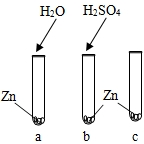 H₂O H₂SO₄
Zn Zn
a b c